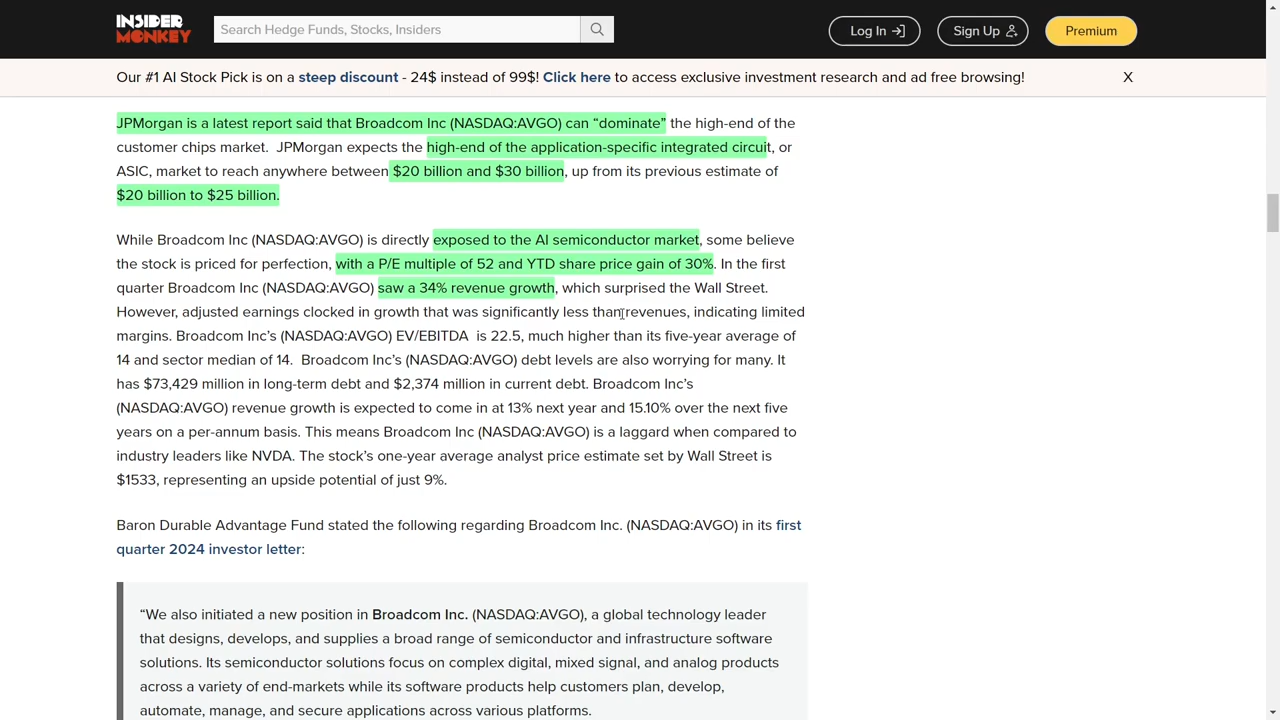 INSIDER
MONKEY
Search Hedge Funds, Stocks, Insiders
Log In
Sign Up
Premium
Our #1 AI Stock Pick is on a steep discount - 24$ instead of 99$! Click here to access exclusive investment research and ad free browsing!
X
JPMorgan is a latest report said that Broadcom Inc (NASDAQ:AVGO) can “dominate” the high-end of the
customer chips market. JPMorgan expects the high-end of the application-specific integrated circuit, or
ASIC, market to reach anywhere between $20 billion and $30 billion, up from its previous estimate of
$20 billion to $25 billion.
While Broadcom Inc (NASDAQ:AVGO) is directly exposed to the AI semiconductor market, some believe
the stock is priced for perfection, with a P/E multiple of 52 and YTD share price gain of 30%. In the first
quarter Broadcom Inc (NASDAQ:AVGO) saw a 34% revenue growth, which surprised the Wall Street.
However, adjusted earnings clocked in growth that was significantly less than revenues, indicating limited
margins. Broadcom Inc’s (NASDAQ:AVGO) EV/EBITDA is 22.5, much higher than its five-year average of
14 and sector median of 14. Broadcom Inc’s (NASDAQ:AVGO) debt levels are also worrying for many. It
has $73,429 million in long-term debt and $2,374 million in current debt. Broadcom Inc’s
(NASDAQ:AVGO) revenue growth is expected to come in at 13% next year and 15.10% over the next five
years on a per-annum basis. This means Broadcom Inc (NASDAQ:AVGO) is a laggard when compared to
industry leaders like NVDA. The stock’s one-year average analyst price estimate set by Wall Street is
$1533, representing an upside potential of just 9%.
Baron Durable Advantage Fund stated the following regarding Broadcom Inc. (NASDAQ:AVGO) in its first
quarter 2024 investor letter:
“We also initiated a new position in Broadcom Inc. (NASDAQ:AVGO), a global technology leader
that designs, develops, and supplies a broad range of semiconductor and infrastructure software
solutions. Its semiconductor solutions focus on complex digital, mixed signal, and analog products
across a variety of end-markets while its software products help customers plan, develop,
automate, manage, and secure applications across various platforms.